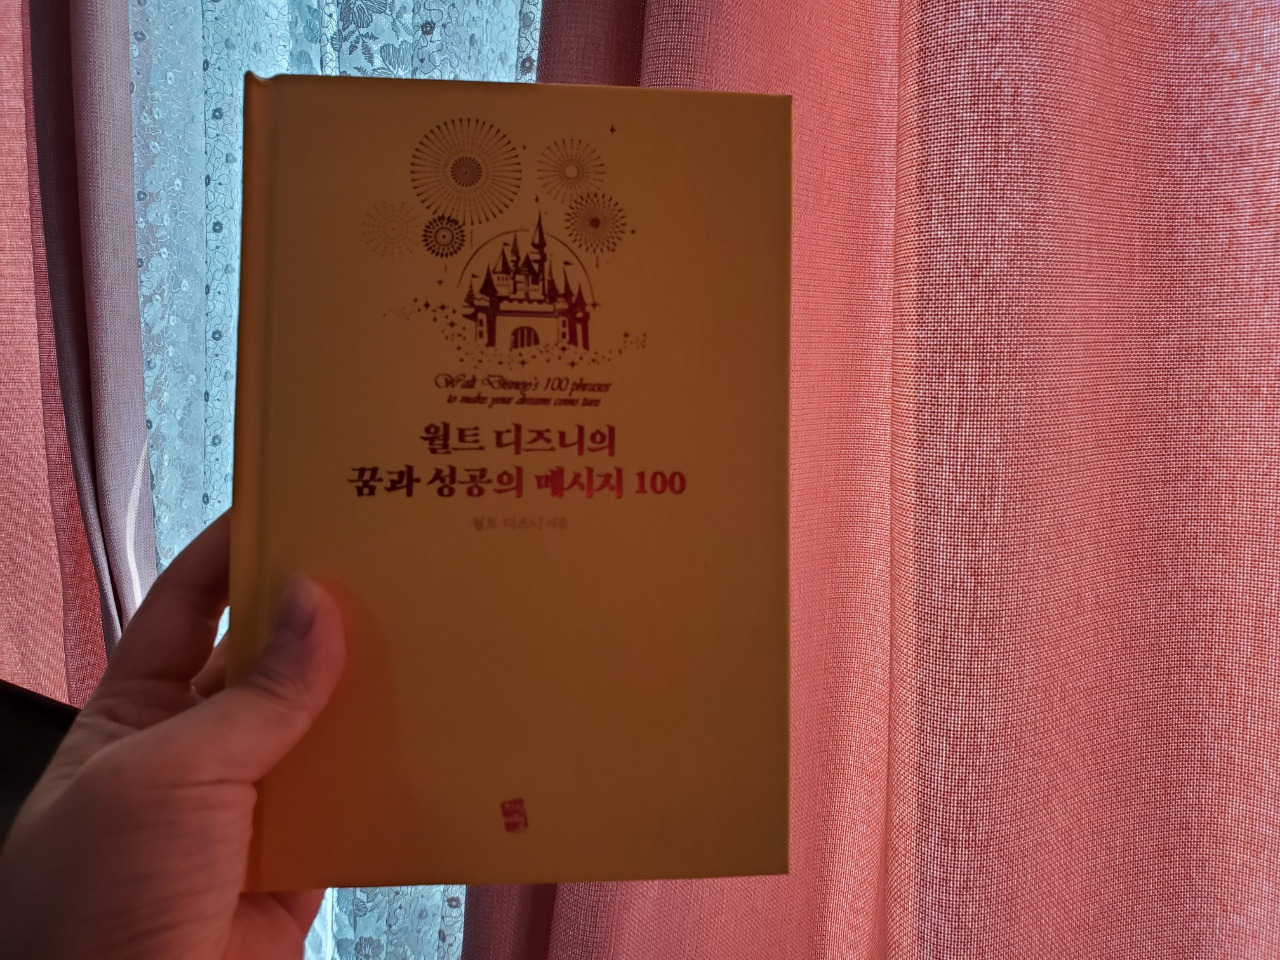 Walt Disney's 100 phrases
to make your dreams come ture
월트 디즈니의
꿈과 성공의 메시지 100
월트 디즈니 지음